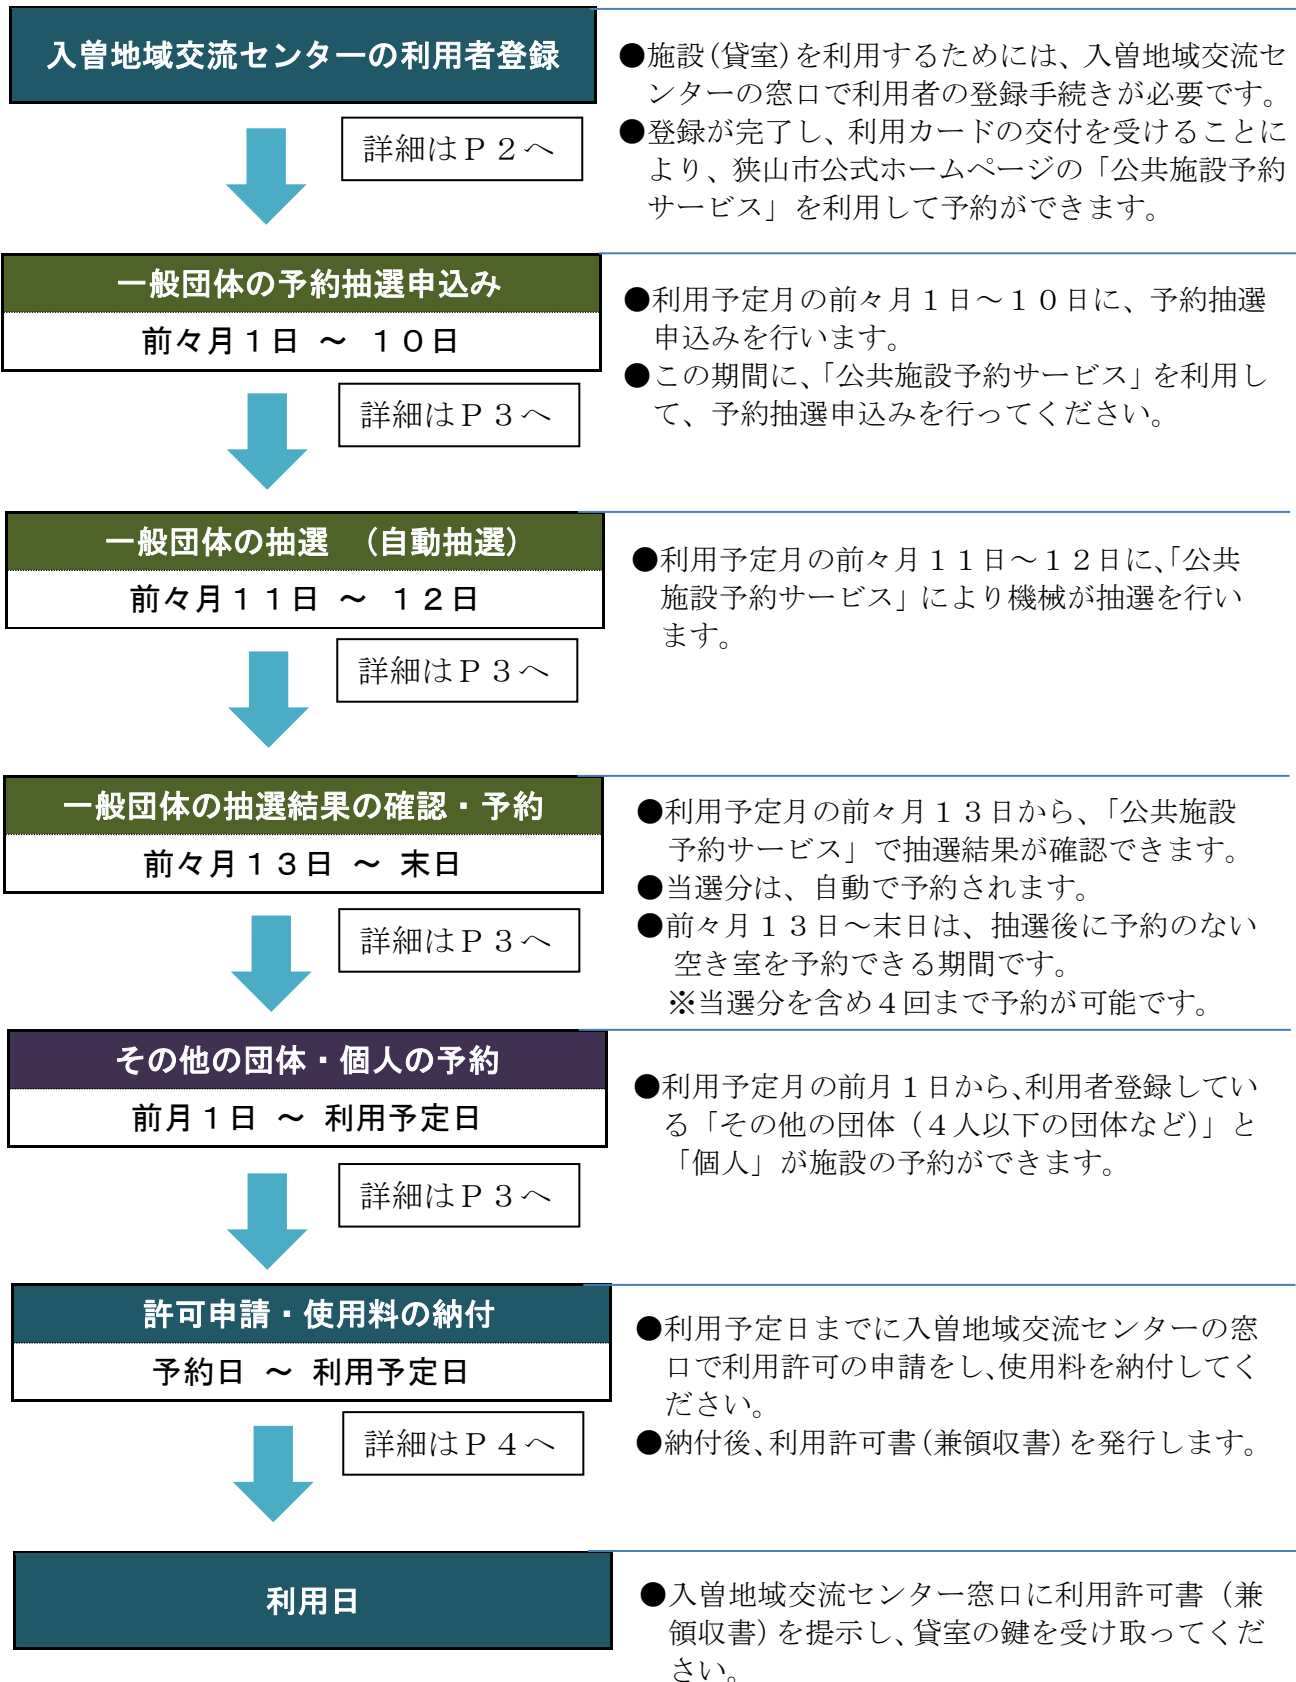 入曽地域交流センターの利用者登録
●施設(貸室)を利用するためには、入曽地域交流セ
ンターの窓口で利用者の登録手続きが必要です。
●登録が完了し、利用カードの交付を受けることに
より、狭山市公式ホームページの「公共施設予約
サービス」を利用して予約ができます。
詳細はＰ２へ
一般団体の予約抽選申込み
前々月１日 ～ １０日
●利用予定月の前々月１日～１０日に、予約抽選
申込みを行います。
●この期間に、「公共施設予約サービス」を利用し
て、予約抽選申込みを行ってください。
詳細はＰ３へ
一般団体の抽選　（自動抽選）
前々月１１日 ～ １２日
●利用予定月の前々月１１日～１２日に、「公共
施設予約サービス」により機械が抽選を行い
ます。
詳細はＰ３へ
一般団体の抽選結果の確認・予約
前々月１３日 ～ 末日
●利用予定月の前々月１３日から、「公共施設
予約サービス」で抽選結果が確認できます。
●当選分は、自動で予約されます。
●前々月１３日～末日は、抽選後に予約のない
空き室を予約できる期間です。
※当選分を含め４回まで予約が可能です。
詳細はＰ３へ
その他の団体・個人の予約
前月１日 ～ 利用予定日
●利用予定月の前月１日から、利用者登録してい
る「その他の団体（４人以下の団体など）」と
「個人」が施設の予約ができます。
詳細はＰ３へ
許可申請・使用料の納付
予約日 ～ 利用予定日
●利用予定日までに入曽地域交流センターの窓
口で利用許可の申請をし、使用料を納付してく
ださい。
●納付後、利用許可書(兼領収書)を発行します。
詳細はＰ４へ
利用日
●入曽地域交流センター窓口に利用許可書（兼
領収書）を提示し、貸室の鍵を受け取ってくだ
さい。